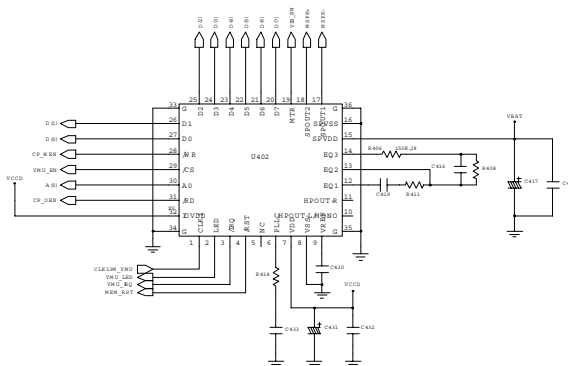 D(2)
D(3)
D(4)
D(5)
D(6)
D(7)
VIB_EN
MSPK+
MSPK-
25 24 23 22 21 20 19 18 17
33 G
D2
D3
D4
D5
D6
D7
MTR
SPOUT2
SPOUT1
G 36
D(1) 26 D1
D(0) 27 D0
CP_WEN 28 /WR
YMU_EN 29 /CS
A(0) 30 A0
CP_OEN 31 /RD
VCCD 32 IOVDD
34 G
U402
SPVSS 16
SPVDD 15
EQ3 14
EQ2 13
EQ1 12
HPOUT-R 11
HPOUT-L/MONO 10
G 35
CLKI
LED
/IRQ
/RST
NC
PLL
VDD
VSS
VREF
1 2 3 4 5 6 7 8 9
R406 150K,1%
C416
R408
C419
R411
VBAT
C417
CLK13M_YMU
YMU_LED
YMU_IRQ
MEM_RST
R414
C430
VCCD
C433
C431
C432